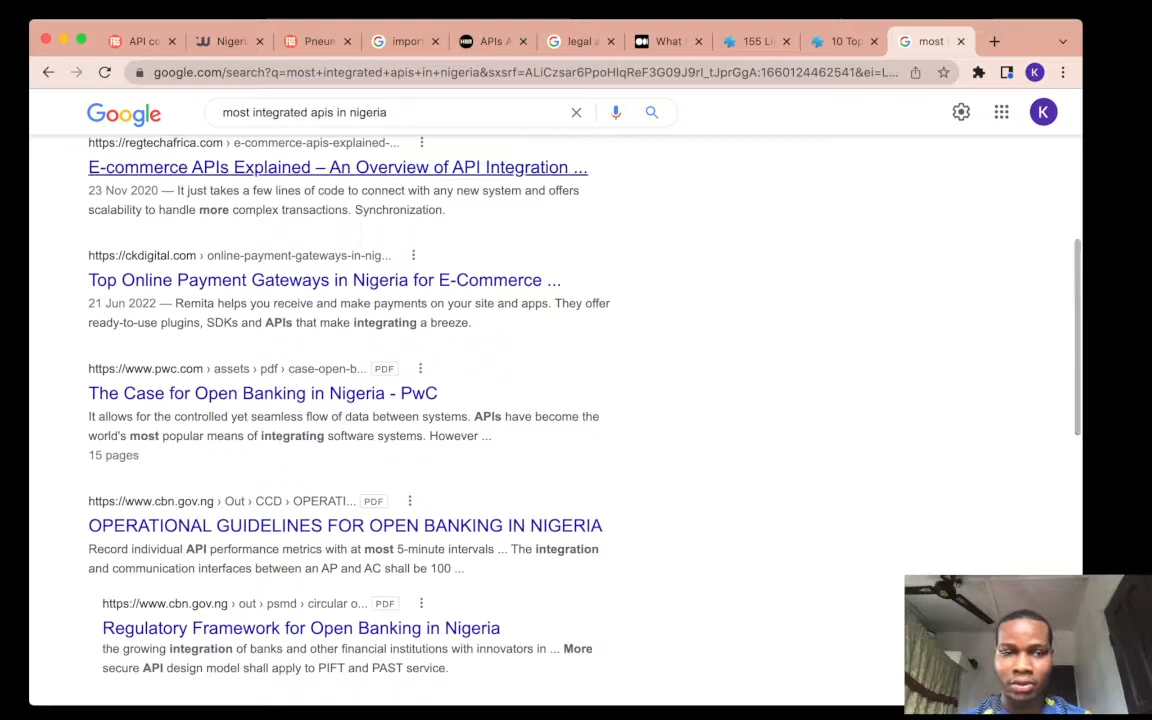 API co
Nigeri
Pneun
impor
APIs A
legal a
What
155 Li
10 Top
most
google.com/search?q=most+integrated+apis+in+nigeria&sxsrf=ALiCzsar6PpoHlqReF3G09J9rl_tJprGgA:1660124462541&ei=L...
K
Google
most integrated apis in nigeria
K
https://regtechafrica.com › e-commerce-apis-explained-...
E-commerce APIs Explained – An Overview of API Integration ...
23 Nov 2020 — It just takes a few lines of code to connect with any new system and offers
scalability to handle more complex transactions. Synchronization.
https://ckdigital.com › online-payment-gateways-in-nig...
Top Online Payment Gateways in Nigeria for E-Commerce ...
21 Jun 2022 — Remita helps you receive and make payments on your site and apps. They offer
ready-to-use plugins, SDKs and APIs that make integrating a breeze.
https://www.pwc.com › assets › pdf › case-open-b... PDF
The Case for Open Banking in Nigeria - PwC
It allows for the controlled yet seamless flow of data between systems. APIs have become the
world's most popular means of integrating software systems. However ...
15 pages
https://www.cbn.gov.ng › Out › CCD › OPERATI... PDF
OPERATIONAL GUIDELINES FOR OPEN BANKING IN NIGERIA
Record individual API performance metrics with at most 5-minute intervals ... The integration
and communication interfaces between an AP and AC shall be 100 ...
https://www.cbn.gov.ng › out › psmd › circular o... PDF
Regulatory Framework for Open Banking in Nigeria
the growing integration of banks and other financial institutions with innovators in ... More
secure API design model shall apply to PIFT and PAST service.